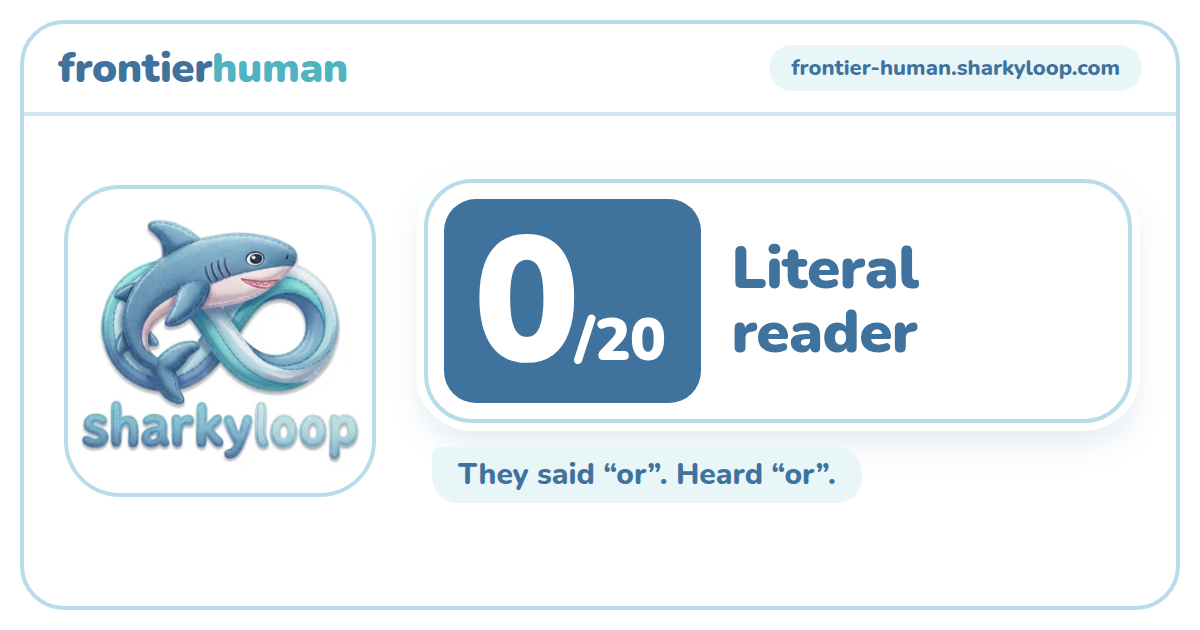 frontierhuman
frontier-human.sharkyloop.com
sharkyloop
0/20
Literal
reader
They said “or”. Heard “or”.